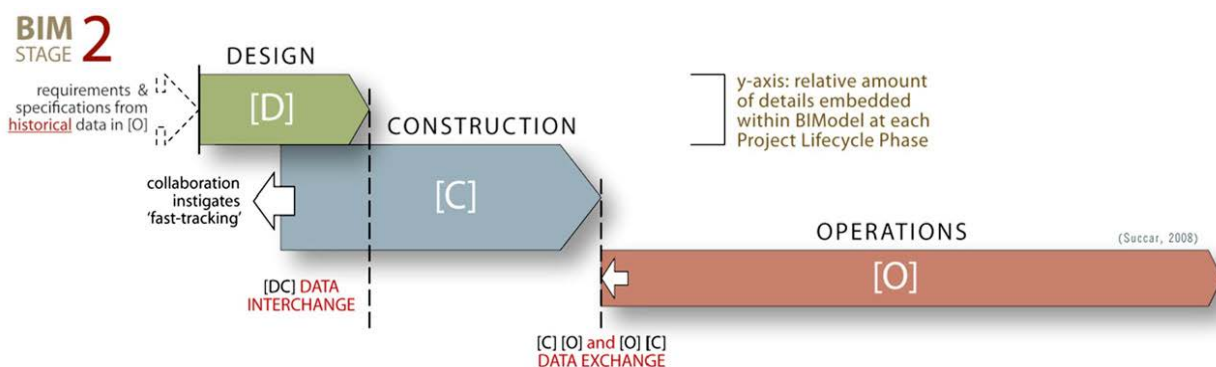 BIM
STAGE 2
DESIGN
requirements &
specifications from
historical data in [O]
[D]
y-axis: relative amount
of details embedded
within BIModel at each
Project Lifecycle Phase
CONSTRUCTION
collaboration
instigates
'fast-tracking'
[C]
OPERATIONS
(Succar, 2008)
[O]
[DC] DATA
INTERCHANGE
[C] [O] and [O] [C]
DATA EXCHANGE